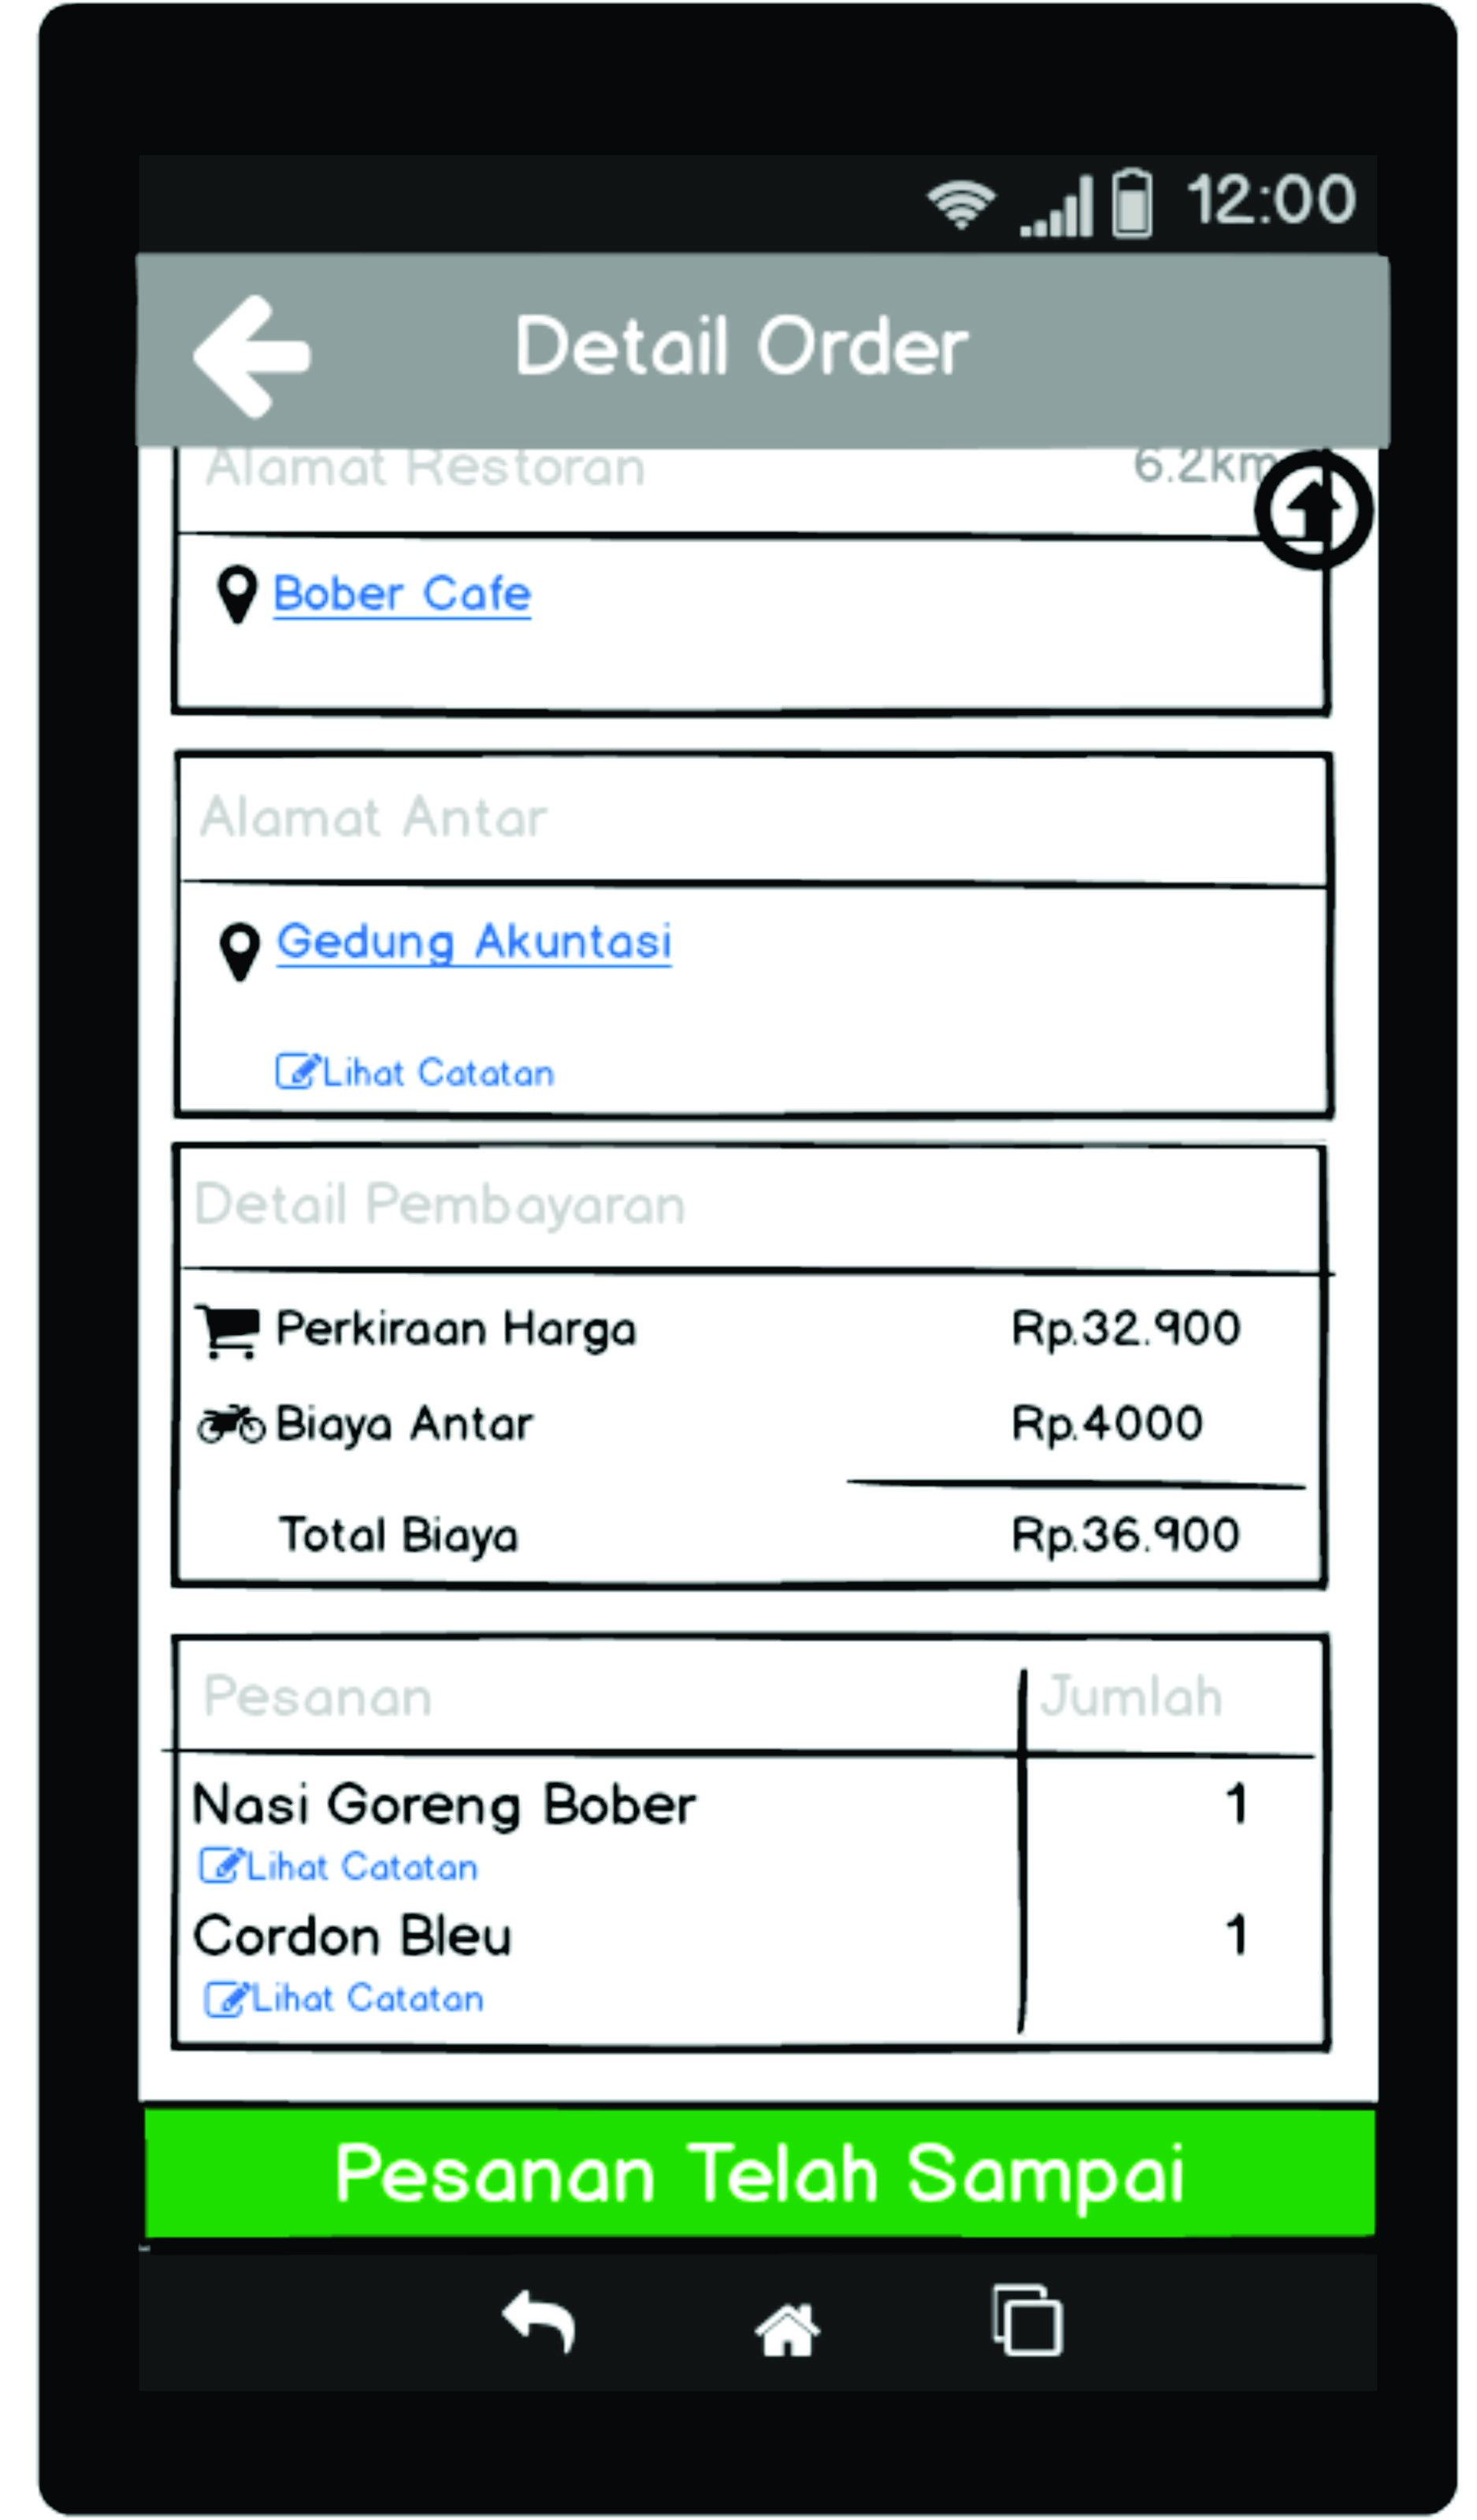 12:00
Detail Order
Alamat Restoran 6.2km
Bober Cafe
Alamat Antar
Gedung Akuntasi
Lihat Catatan
Detail Pembayaran
Perkiraan Harga Rp.32.900
Biaya Antar Rp.4000
Total Biaya Rp.36.900
Pesanan Jumlah
Nasi Goreng Bober 1
Lihat Catatan
Cordon Bleu 1
Lihat Catatan
Pesanan Telah Sampai